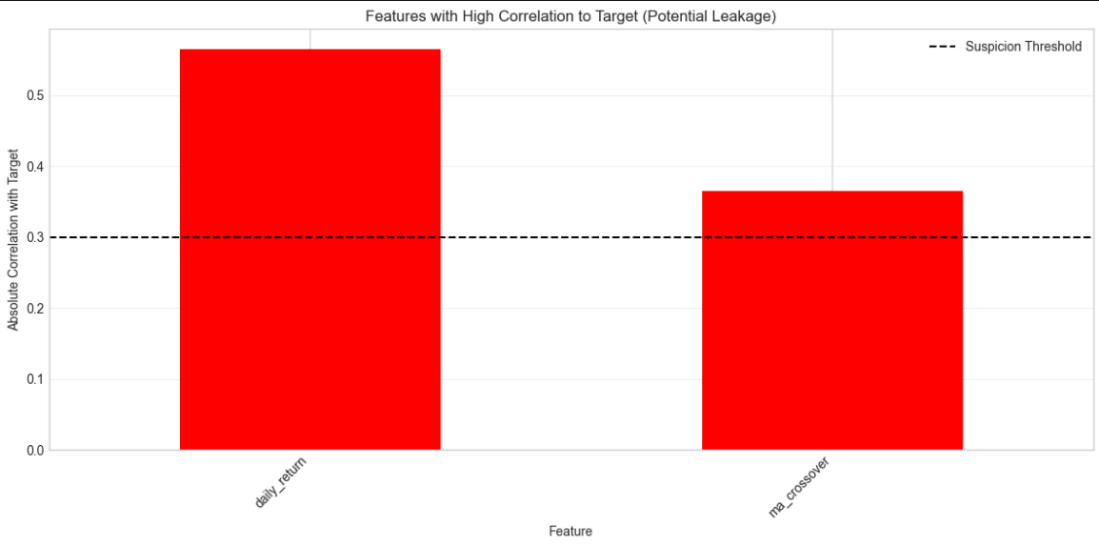 Features with High Correlation to Target (Potential Leakage)
Suspicion Threshold
Absolute Correlation with Target
0.5
0.4
0.3
0.2
0.1
0.0
daily_return
ma_crossover
Feature